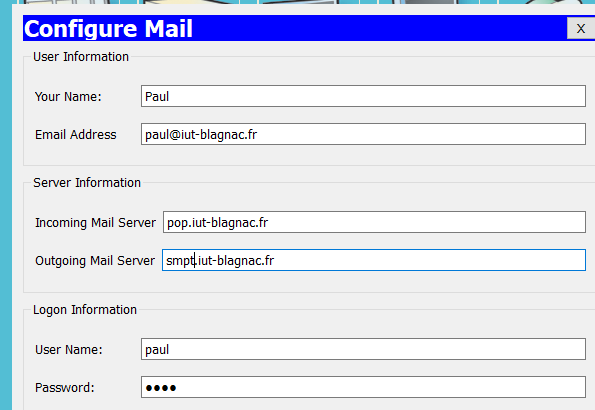 Configure Mail
X
User Information
Your Name: Paul
Email Address paul@iut-blagnac.fr
Server Information
Incoming Mail Server pop.iut-blagnac.fr
Outgoing Mail Server smpt.iut-blagnac.fr
Logon Information
User Name: paul
Password: ●●●●